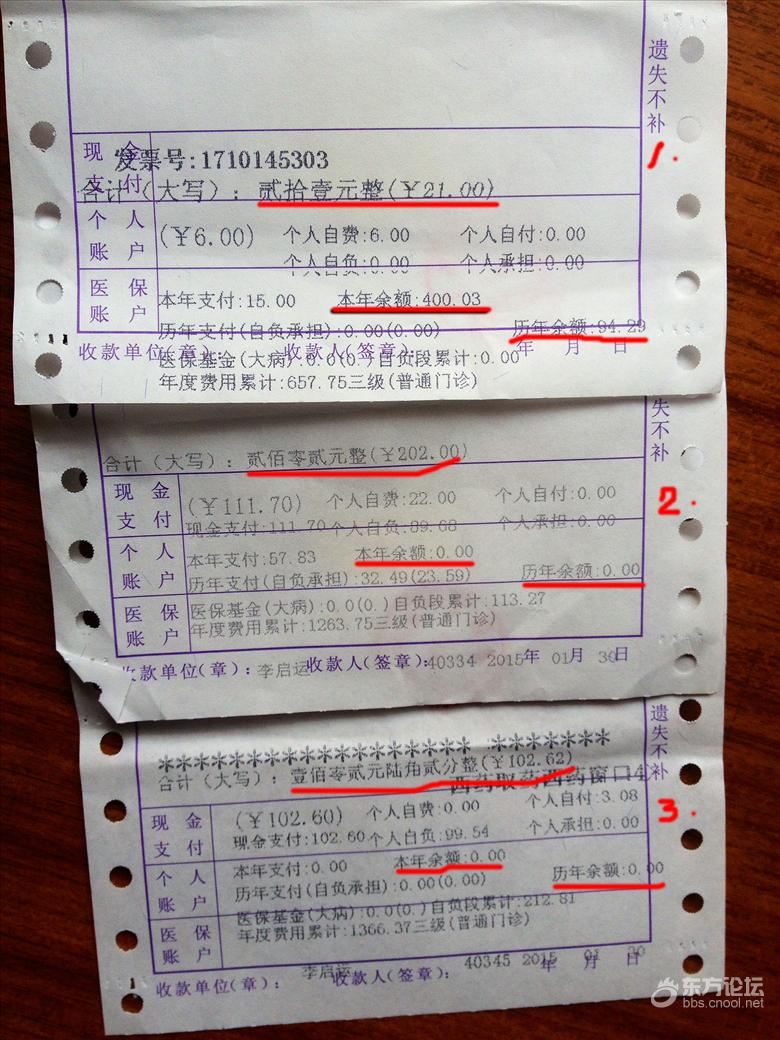 遗失不补
1.
现金支付
发票号:1710145303
合计(大写): 贰拾壹元整(￥21.00)
个人账户
(￥6.00) 个人自费:6.00 个人自付:0.00
个人自负:0.00 个人承担:0.00
医保账户
本年支付:15.00 本年余额:400.03
历年支付(自负承担):0.00(0.00) 历年余额:94.29
收款单位(章): 收款人(签章): 年 月 日
医保基金(大病):0.0(0.)自负段累计:0.00
年度费用累计:657.75三级(普通门诊)
失不补
2.
合计(大写): 贰佰零贰元整(￥202.00)
现金支付
(￥111.70) 个人自费:22.00 个人自付:0.00
现金支付:111.70 个人自负:89.68 个人承担:0.00
个人账户
本年支付:57.83 本年余额:0.00
历年支付(自负承担):32.49(23.59) 历年余额:0.00
医保账户
医保基金(大病):0.0(0.)自负段累计:113.27
年度费用累计:1263.75三级(普通门诊)
收款单位(章): 李启运 收款人(签章): 40334 2015年 01月 30日
遗失不补
3.
******************* *******
合计(大写): 壹佰零贰元陆角贰分整(￥102.62)
西药取药西药窗口4
现金支付
(￥102.60) 个人自费:0.00 个人自付:3.08
现金支付:102.60 个人自负:99.54 个人承担:0.00
个人账户
本年支付:0.00 本年余额:0.00
历年支付(自负承担):0.00(0.00) 历年余额:0.00
医保账户
医保基金(大病):0.0(0.)自负段累计:212.81
年度费用累计:1366.37三级(普通门诊)
收款单位(章): 李启运 收款人(签章): 40345 2015年 01月 30日
东方论坛
bbs.cnool.net